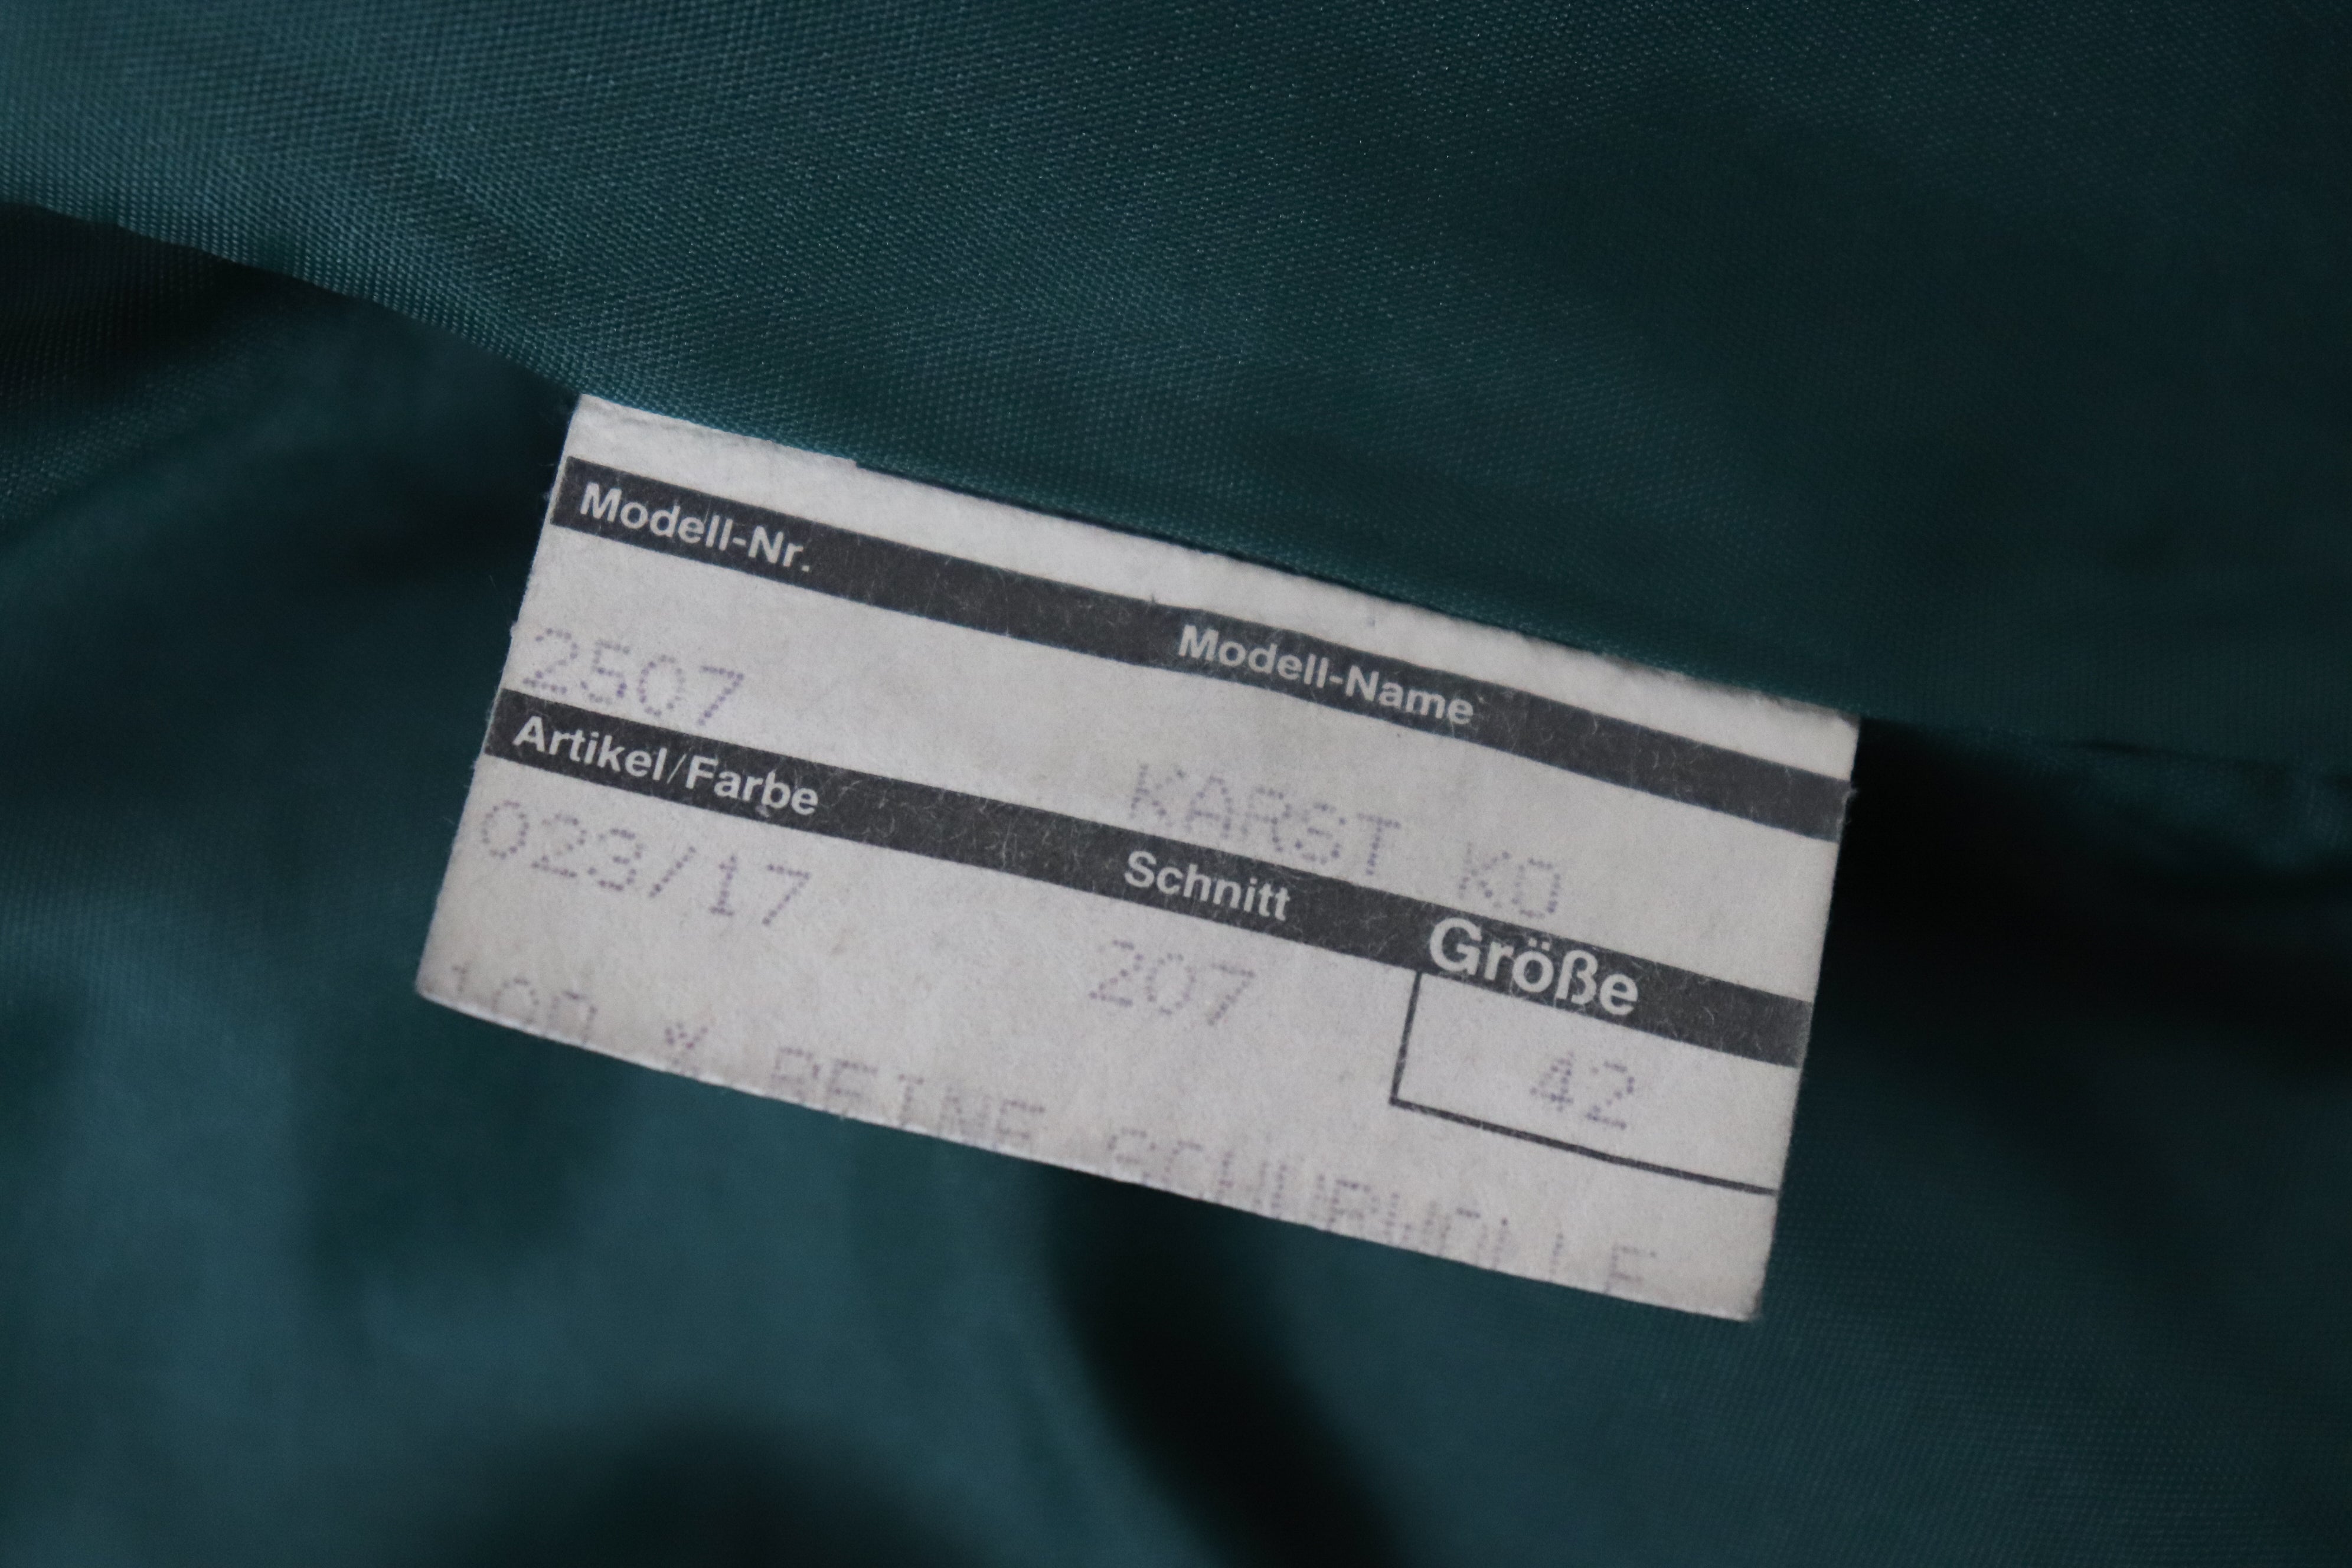 Modell-Nr. Modell-Name
2507 KARST KO
Artikel/Farbe Schnitt Größe
023/17 207 42
100 % REINE SCHURWOLLE